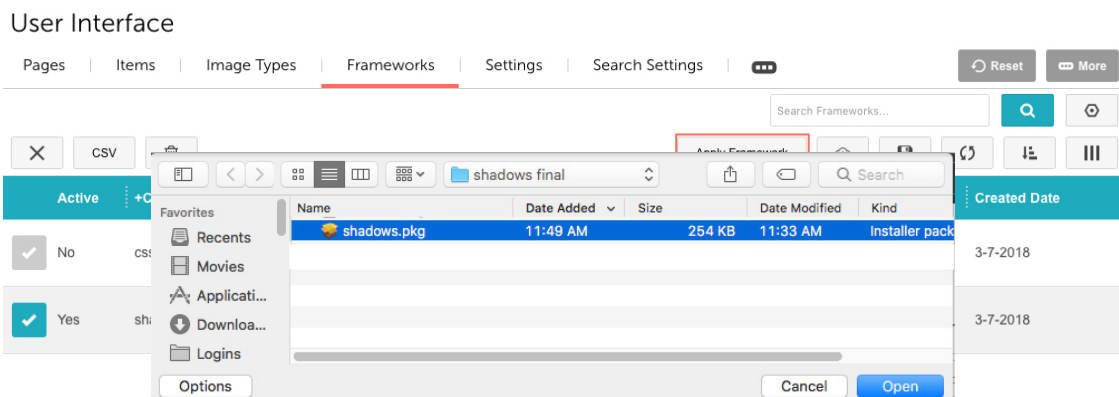 User Interface
Pages Items Image Types Frameworks Settings Search Settings Reset More
Search Frameworks...
CSV
shadows final Search
Active Created Date
Favorites Name Date Added Size Date Modified Kind
Recents shadows.pkg 11:49 AM 254 KB 11:33 AM Installer pack
No 3-7-2018
Movies
Applicati...
Yes 3-7-2018
Downloa...
Logins
Options Cancel Open